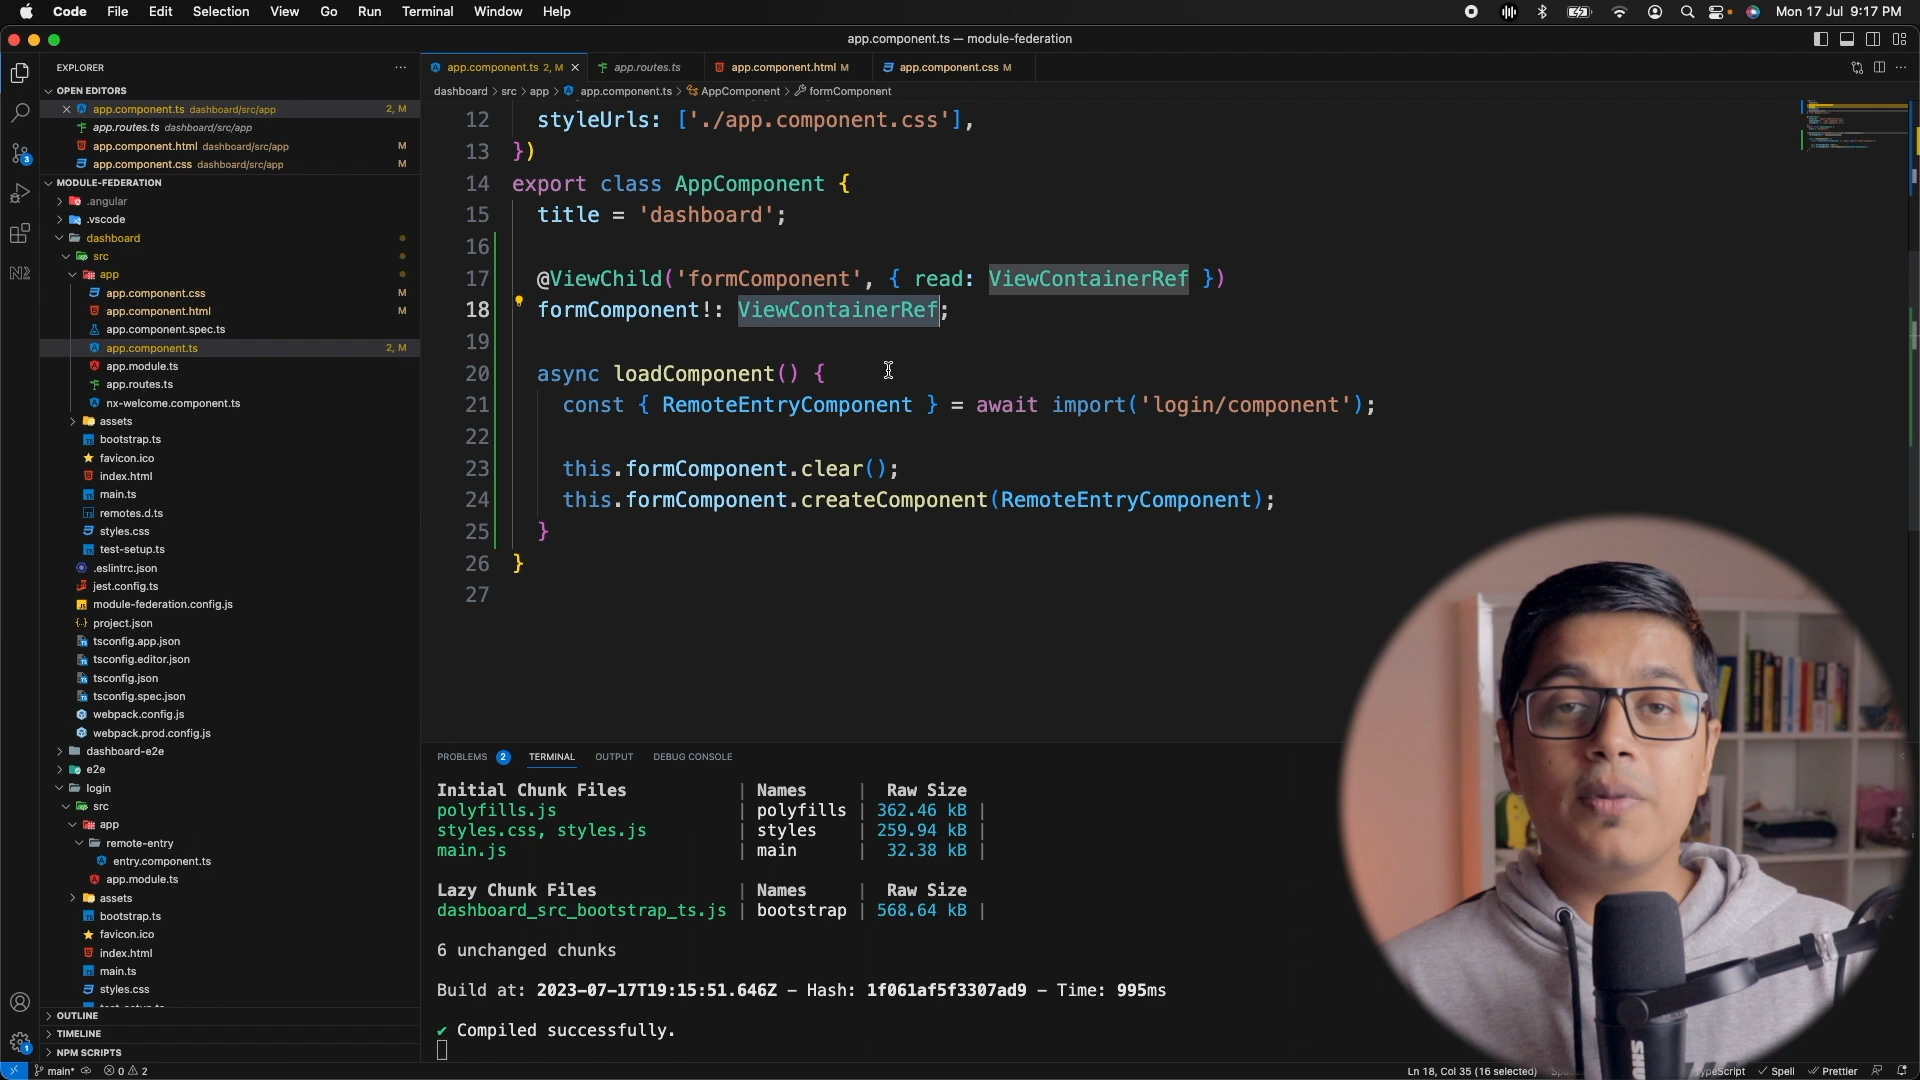 Code File Edit Selection View Go Run Terminal Window Help
Mon 17 Jul 9:17 PM
app.component.ts — module-federation
EXPLORER
OPEN EDITORS
app.component.ts dashboard/src/app 2, M
app.routes.ts dashboard/src/app
app.component.html dashboard/src/app M
app.component.css dashboard/src/app M
MODULE-FEDERATION
.angular
.vscode
dashboard
src
app
app.component.css M
app.component.html M
app.component.spec.ts
app.component.ts 2, M
app.module.ts
app.routes.ts
nx-welcome.component.ts
assets
bootstrap.ts
favicon.ico
index.html
main.ts
remotes.d.ts
styles.css
test-setup.ts
.eslintrc.json
jest.config.ts
module-federation.config.js
project.json
tsconfig.app.json
tsconfig.editor.json
tsconfig.json
tsconfig.spec.json
webpack.config.js
webpack.prod.config.js
dashboard-e2e
e2e
login
src
app
remote-entry
entry.component.ts
app.module.ts
assets
bootstrap.ts
favicon.ico
index.html
main.ts
styles.css
OUTLINE
TIMELINE
NPM SCRIPTS
app.component.ts 2, M app.routes.ts app.component.html M app.component.css M
dashboard > src > app > app.component.ts > AppComponent > formComponent
12 styleUrls: ['./app.component.css'],
13 })
14 export class AppComponent {
15 title = 'dashboard';
16
17 @ViewChild('formComponent', { read: ViewContainerRef })
18 formComponent!: ViewContainerRef;
19
20 async loadComponent() {
21 const { RemoteEntryComponent } = await import('login/component');
22
23 this.formComponent.clear();
24 this.formComponent.createComponent(RemoteEntryComponent);
25 }
26 }
27
PROBLEMS 2 TERMINAL OUTPUT DEBUG CONSOLE
Initial Chunk Files | Names | Raw Size
polyfills.js | polyfills | 362.46 kB |
styles.css, styles.js | styles | 259.94 kB |
main.js | main | 32.38 kB |
Lazy Chunk Files | Names | Raw Size
dashboard_src_bootstrap_ts.js | bootstrap | 568.64 kB |
6 unchanged chunks
Build at: 2023-07-17T19:15:51.646Z - Hash: 1f061af5f3307ad9 - Time: 995ms
✔ Compiled successfully.
main* 0 2
Ln 18, Col 35 (16 selected) TypeScript Spell Prettier